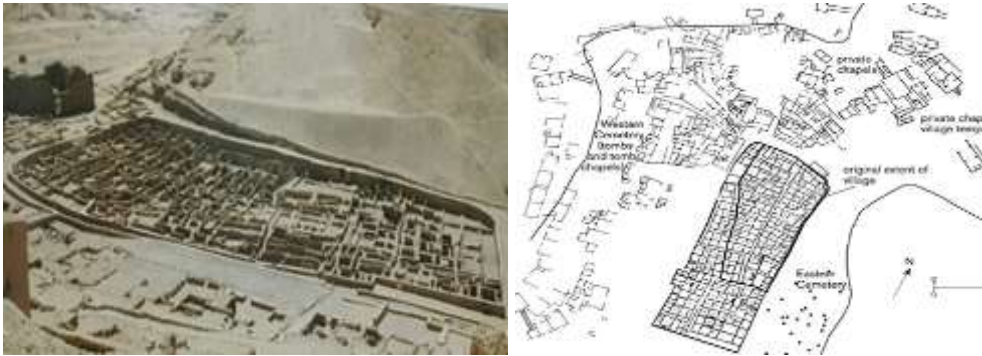 private
chapels
Western
Cemetery
(tombs
and tomb
chapels)
private chap
village temp
original extent of
village
Eastern
Cemetery
N